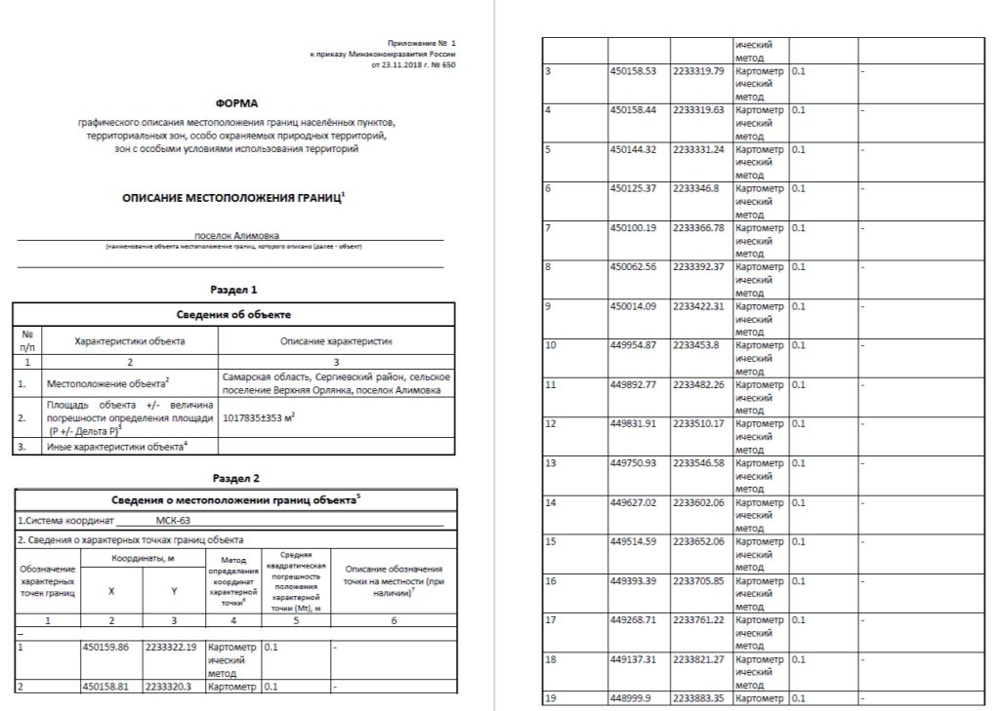 Приложение № 1
к приказу Минэкономразвития России
от 23.11.2018 г. № 650
ФОРМА
графического описания местоположения границ населённых пунктов,
территориальных зон, особо охраняемых природных территорий,
зон с особыми условиями использования территорий
ОПИСАНИЕ МЕСТОПОЛОЖЕНИЯ ГРАНИЦ1
поселок Алимовка
(наименование объекта местоположение границ, которого описано (далее - объект)
Раздел 1
Сведения об объекте
№ п/п Характеристики объекта Описание характеристик
1 2 3
1. Местоположение объекта2 Самарская область, Сергиевский район, сельское
поселение Верхняя Орлянка, поселок Алимовка
2. Площадь объекта +/- величина
погрешности определения площади
(Р +/- Дельта Р)3 1017835±353 м2
3. Иные характеристики объекта4
Раздел 2
Сведения о местоположении границ объекта5
1.Система координат МСК-63
2. Сведения о характерных точках границ объекта
Обозначение
характерных
точек границ
Координаты, м
X Y
Метод
определения
координат
характерной
точки6
Средняя
квадратическая
погрешность
положения
характерной
точки (Mt), м
Описание обозначения
точки на местности (при
наличии)7
1 2 3 4 5 6
–
1 450159.86 2233322.19 Картометр 0.1 -
ический
метод
2 450158.81 2233320.3 Картометр 0.1 -
ический
метод
3 450158.53 2233319.79 Картометр 0.1 -
ический
метод
4 450158.44 2233319.63 Картометр 0.1 -
ический
метод
5 450144.32 2233331.24 Картометр 0.1 -
ический
метод
6 450125.37 2233346.8 Картометр 0.1 -
ический
метод
7 450100.19 2233366.78 Картометр 0.1 -
ический
метод
8 450062.56 2233392.37 Картометр 0.1 -
ический
метод
9 450014.09 2233422.31 Картометр 0.1 -
ический
метод
10 449954.87 2233453.8 Картометр 0.1 -
ический
метод
11 449892.77 2233482.26 Картометр 0.1 -
ический
метод
12 449831.91 2233510.17 Картометр 0.1 -
ический
метод
13 449750.93 2233546.58 Картометр 0.1 -
ический
метод
14 449627.02 2233602.06 Картометр 0.1 -
ический
метод
15 449514.59 2233652.06 Картометр 0.1 -
ический
метод
16 449393.39 2233705.85 Картометр 0.1 -
ический
метод
17 449268.71 2233761.22 Картометр 0.1 -
ический
метод
18 449137.31 2233821.27 Картометр 0.1 -
ический
метод
19 448999.9 2233883.35 Картометр 0.1 -